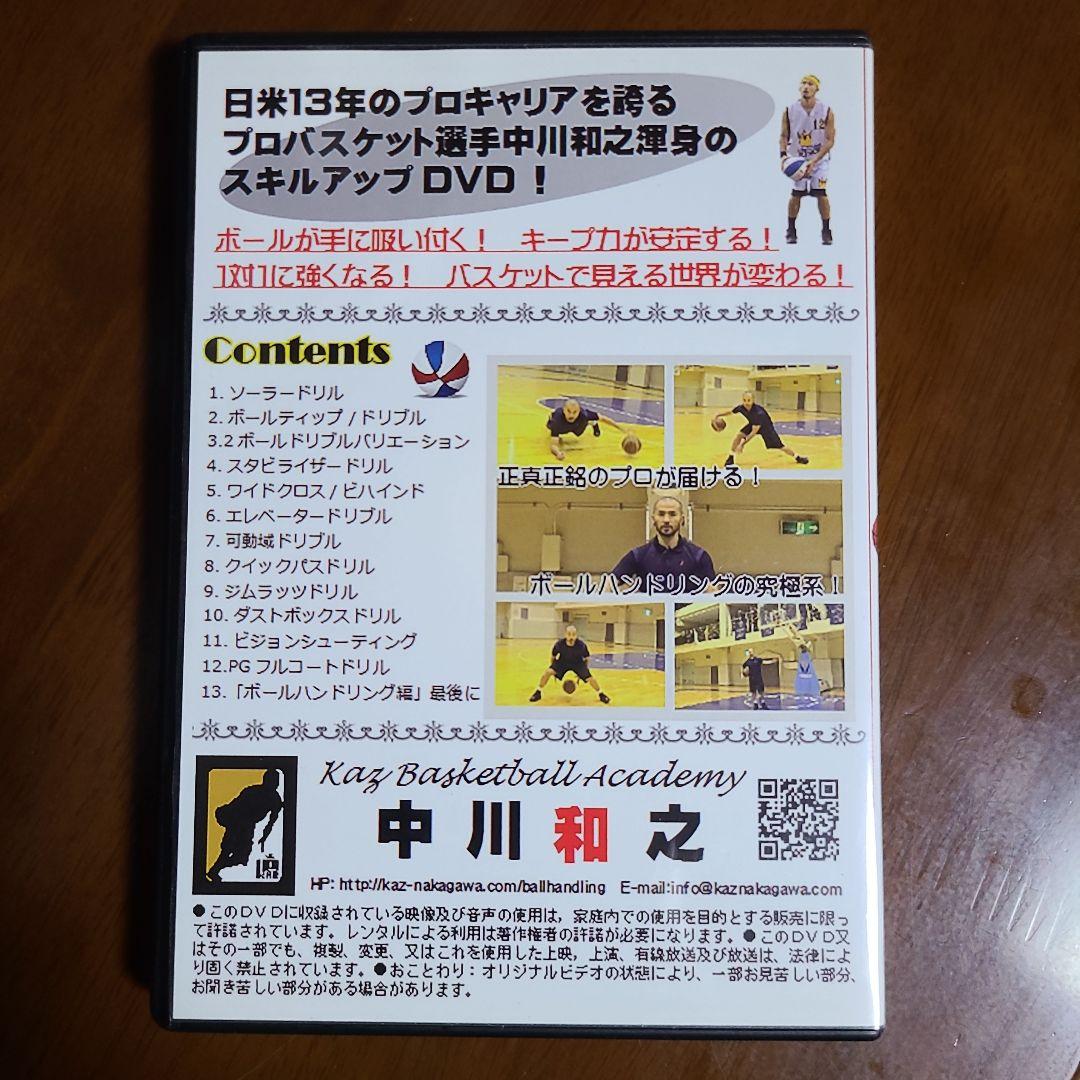 日米13年のプロキャリアを誇る
プロバスケット選手中川和之渾身の
スキルアップDVD！
ボールが手に吸い付く！　キープ力が安定する！
1対1に強くなる！　バスケットで見える世界が変わる！
Contents
1. ソーラードリル
2. ボールティップ / ドリブル
3.2 ボールドリブルバリエーション
4. スタビライザードリル
5. ワイドクロス / ビハインド
6. エレベータードリブル
7. 可動域ドリブル
8. クイックパスドリル
9. ジムラッツドリル
10. ダストボックスドリル
11. ビジョンシューティング
12.PG フルコートドリル
13.「ボールハンドリング編」最後に
正真正銘のプロが届ける！
ボールハンドリングの究極系！
Kaz Basketball Academy
中川和之
HP: http://kaz-nakagawa.com/ballhandling　E-mail:info@kaznakagawa.com
●このDVDに収録されている映像及び音声の使用は，家庭内での使用を目的とする販売に限っ
て許諾されています。レンタルによる利用は著作権者の許諾が必要になります。●このDVD又
はその一部でも、複製、変更、又はこれを使用した上映，上演、有線放送及び放送は、法律によ
り固く禁止されています。●おことわり：オリジナルビデオの状態により、一部お見苦しい部分、
お聞き苦しい部分がある場合があります。